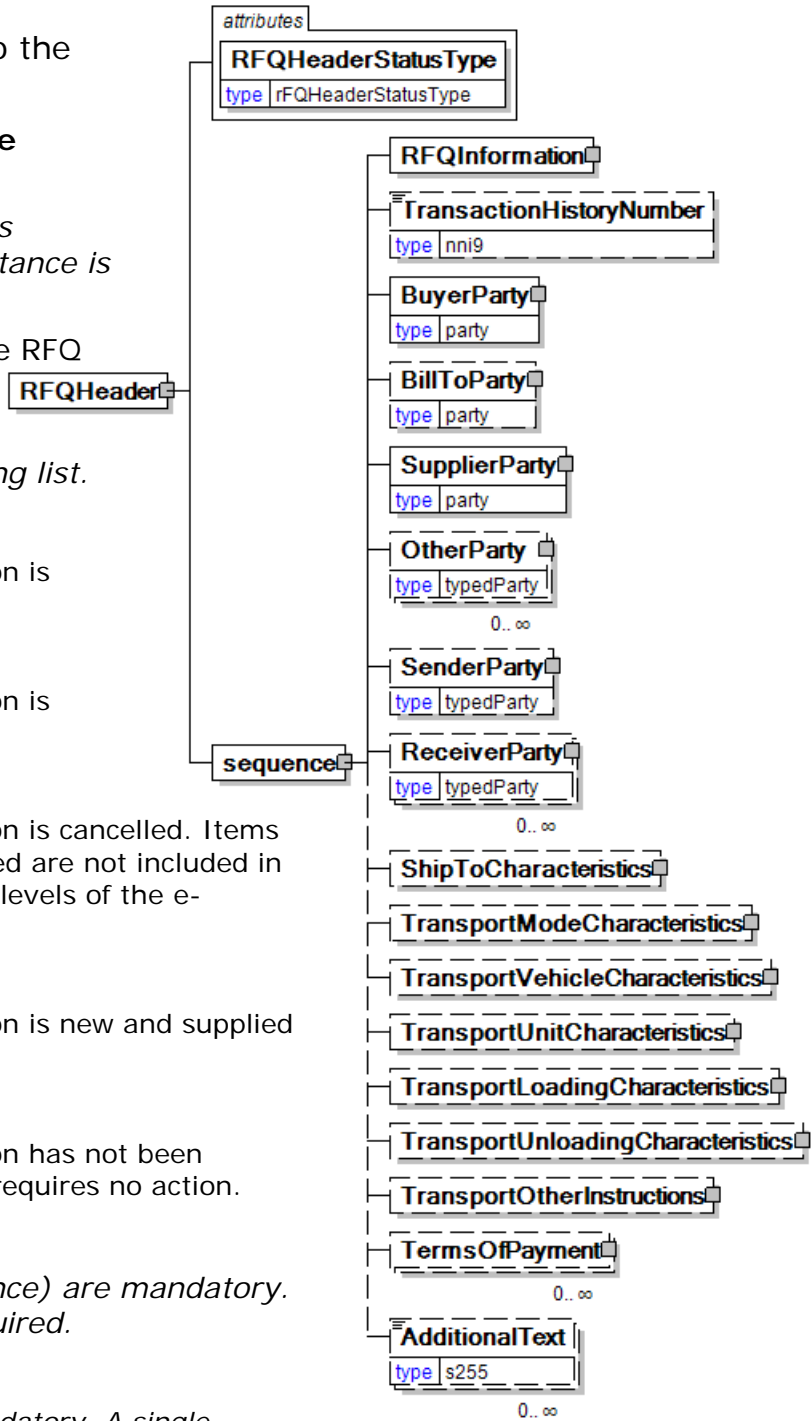 o the
e
s
tance is
e RFQ
ng list.
on is
on is
on is cancelled. Items
ed are not included in
levels of the e-
on is new and supplied
on has not been
requires no action.
nce) are mandatory.
uired.
datory. A single
RFQHeader
attributes
RFQHeaderStatusType
type rFQHeaderStatusType
sequence
RFQInformation
TransactionHistoryNumber
type nni9
BuyerParty
type party
BillToParty
type party
SupplierParty
type party
OtherParty
type typedParty
0.. ∞
SenderParty
type typedParty
ReceiverParty
type typedParty
0.. ∞
ShipToCharacteristics
TransportModeCharacteristics
TransportVehicleCharacteristics
TransportUnitCharacteristics
TransportLoadingCharacteristics
TransportUnloadingCharacteristics
TransportOtherInstructions
TermsOfPayment
0.. ∞
AdditionalText
type s255
0.. ∞